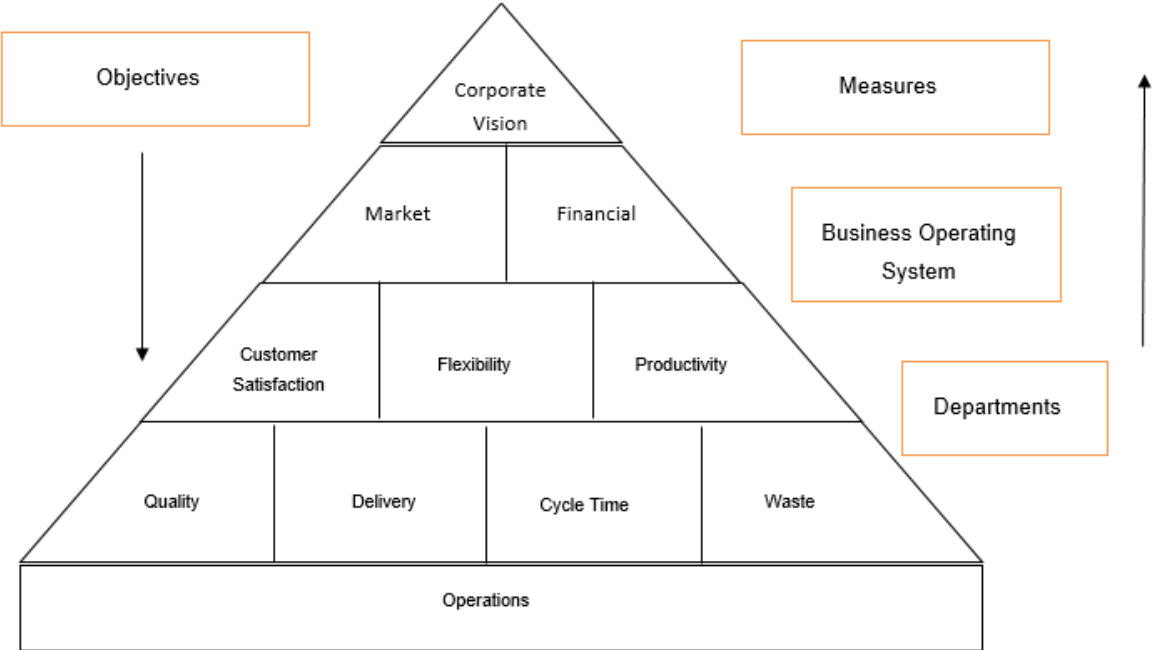 Objectives
Corporate
Vision
Measures
Market
Financial
Business Operating
System
Customer
Satisfaction
Flexibility
Productivity
Departments
Quality
Delivery
Cycle Time
Waste
Operations